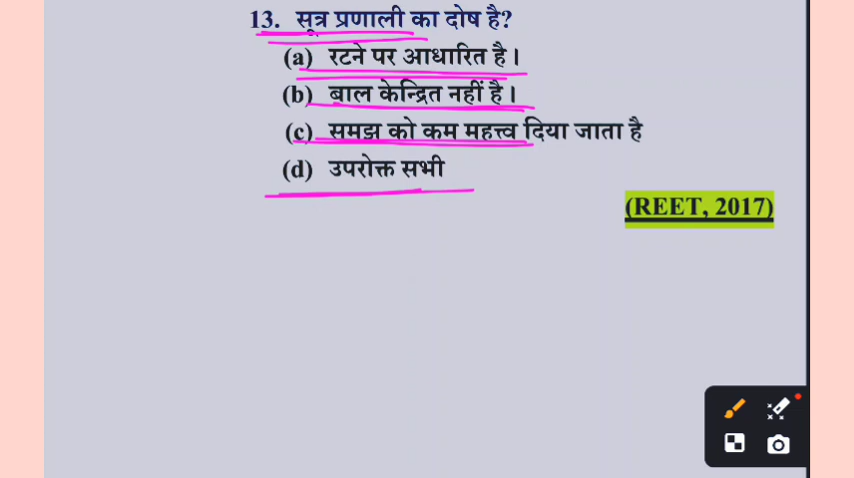 13. सूत्र प्रणाली का दोष है?
(a) रटने पर आधारित है।
(b) बाल केन्द्रित नहीं है।
(c) समझ को कम महत्त्व दिया जाता है
(d) उपरोक्त सभी
(REET, 2017)